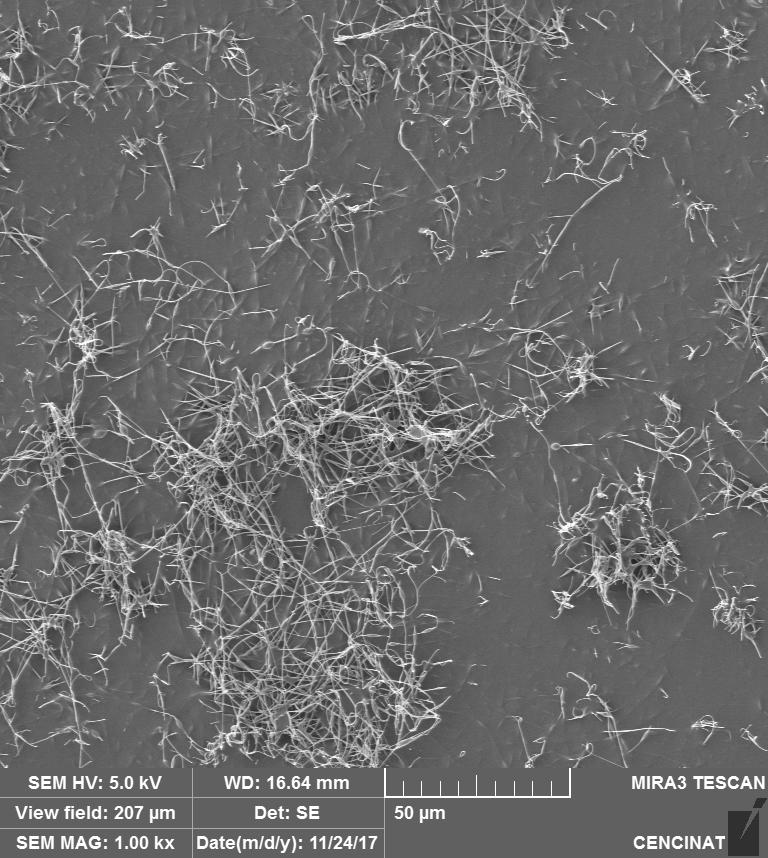 SEM HV: 5.0 kV
WD: 16.64 mm
MIRA3 TESCAN
View field: 207 µm
Det: SE
50 µm
SEM MAG: 1.00 kx
Date(m/d/y): 11/24/17
CENCINAT